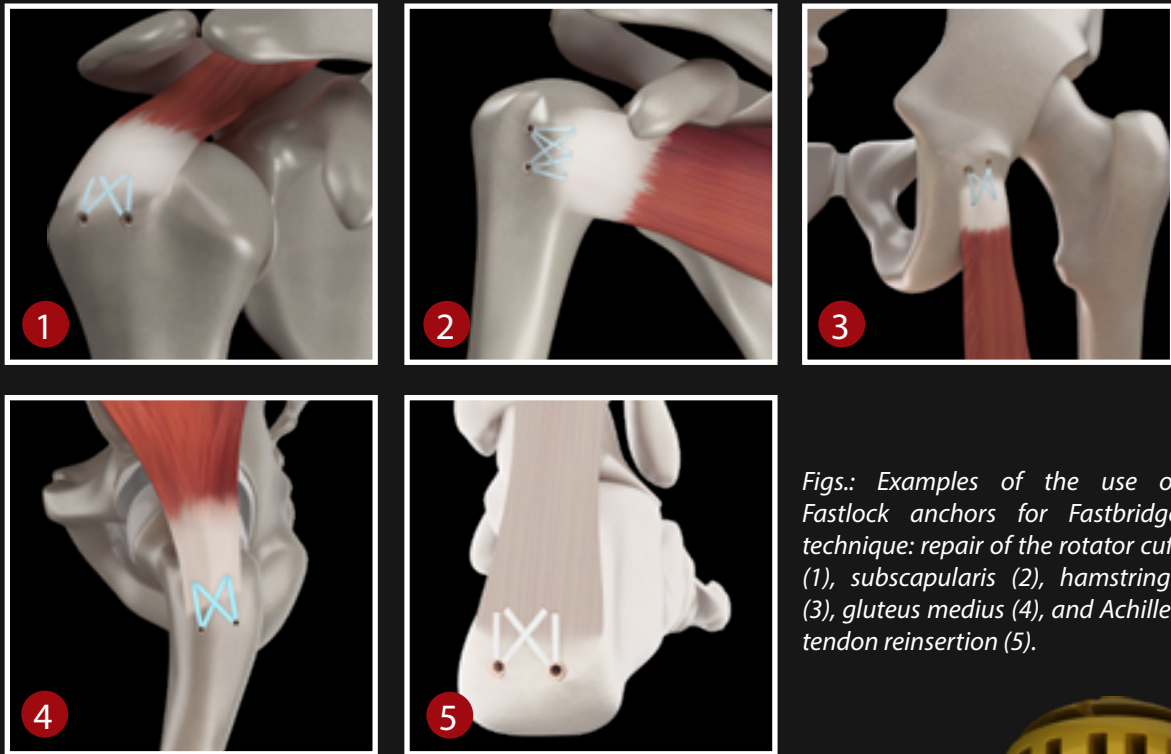 1
2
3
4
5
Figs.: Examples of the use o
Fastlock anchors for Fastbridg
technique: repair of the rotator cuf
(1), subscapularis (2), hamstring
(3), gluteus medius (4), and Achille
tendon reinsertion (5).